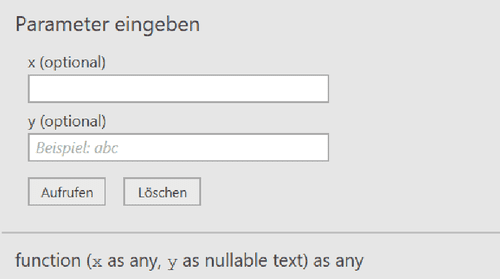 Parameter eingeben
x (optional)
y (optional)
Beispiel: abc
Aufrufen Löschen
function (x as any, y as nullable text) as any